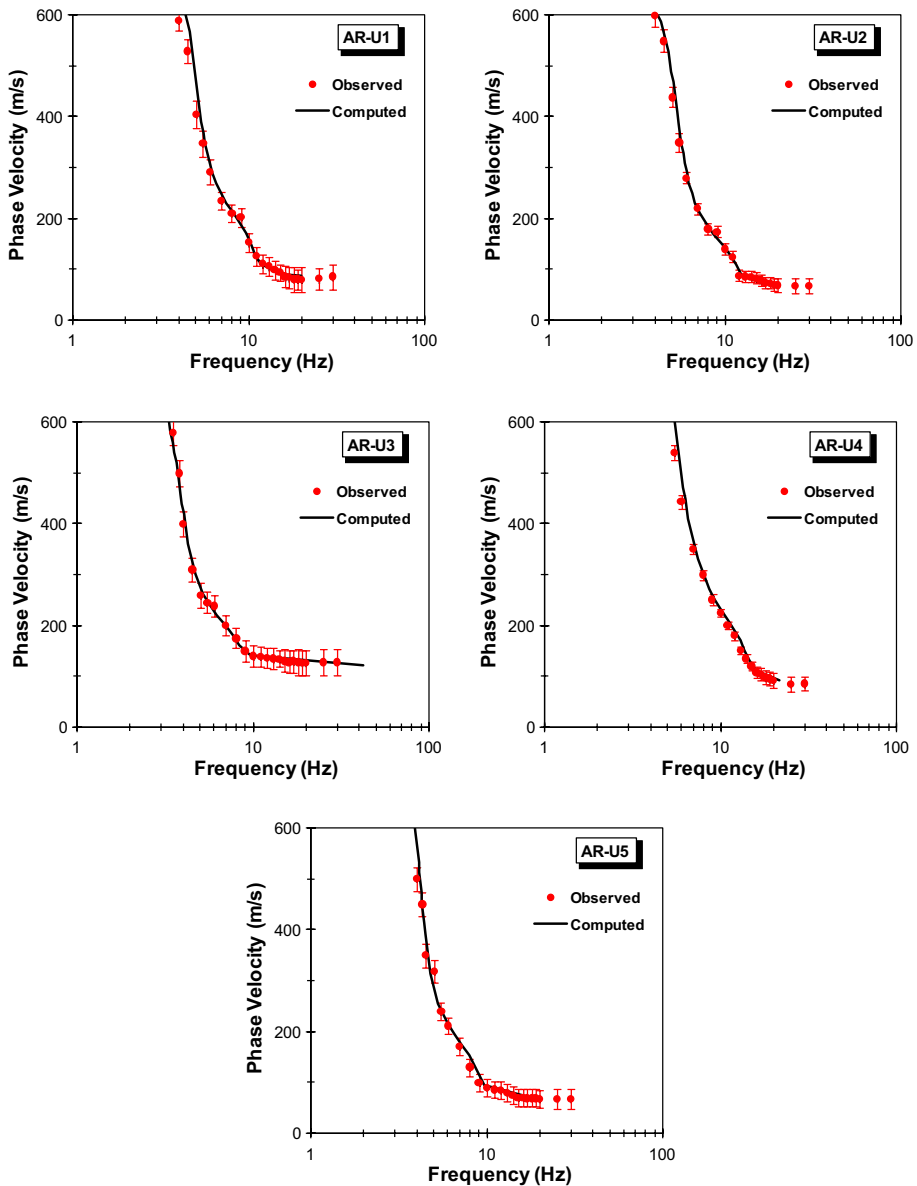 AR-U1
Observed
Computed
Phase Velocity (m/s)
600
400
200
0
1
10
100
Frequency (Hz)
AR-U2
Observed
Computed
Phase Velocity (m/s)
600
400
200
0
1
10
100
Frequency (Hz)
AR-U3
Observed
Computed
Phase Velocity (m/s)
600
400
200
0
1
10
100
Frequency (Hz)
AR-U4
Observed
Computed
Phase Velocity (m/s)
600
400
200
0
1
10
100
Frequency (Hz)
AR-U5
Observed
Computed
Phase Velocity (m/s)
600
400
200
0
1
10
100
Frequency (Hz)